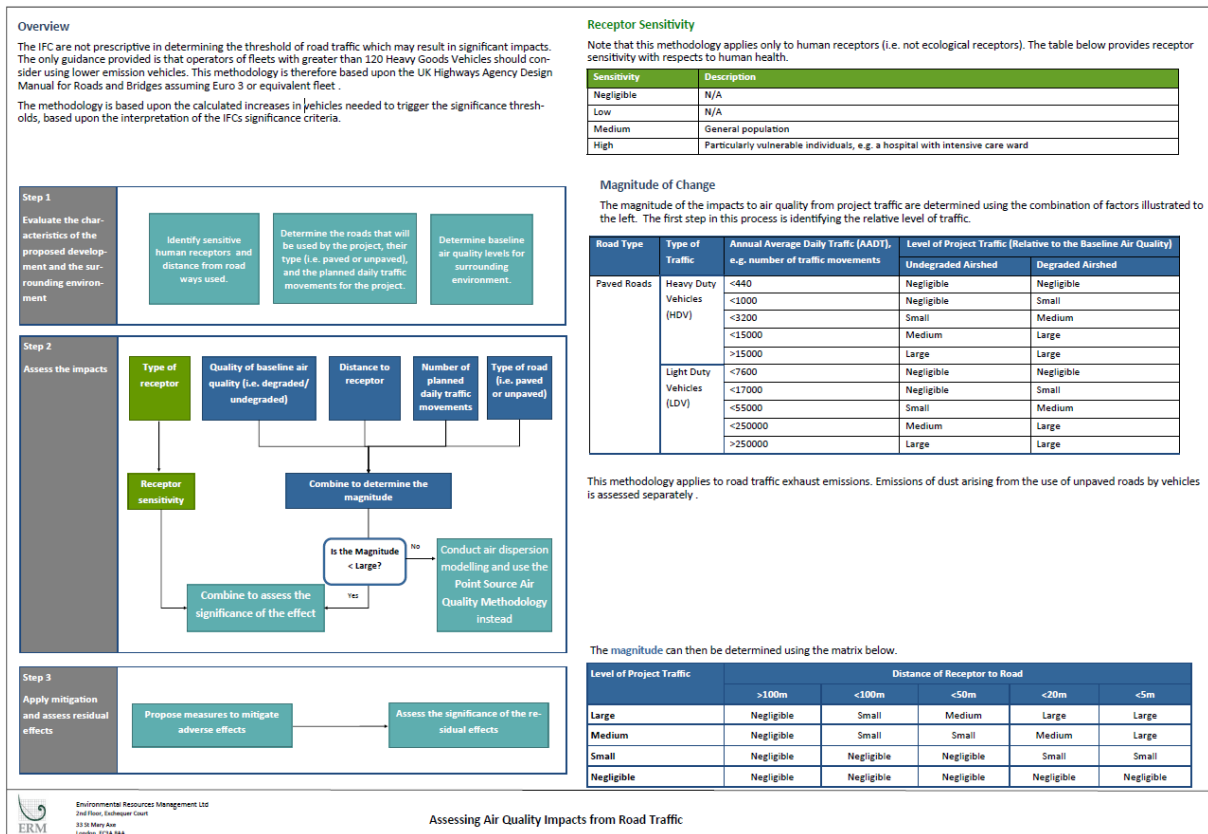 Overview
The IFC are not prescriptive in determining the threshold of road traffic which may result in significant impacts.
The only guidance provided is that operators of fleets with greater than 120 Heavy Goods Vehicles should con-
sider using lower emission vehicles. This methodology is therefore based upon the UK Highways Agency Design
Manual for Roads and Bridges assuming Euro 3 or equivalent fleet .
The methodology is based upon the calculated increases in vehicles needed to trigger the significance thresh-
olds, based upon the interpretation of the IFCs significance criteria.
Step 1
Evaluate the char-
acteristics of the
proposed develop-
ment and the sur-
rounding environ-
ment
Identify sensitive
human receptors and
distance from road
ways used.
Determine the roads that will
be used by the project, their
type (i.e. paved or unpaved),
and the planned daily traffic
movements for the project.
Determine baseline
air quality levels for
surrounding
environment.
Step 2
Assess the impacts
Type of
receptor
Quality of baseline air
quality (i.e. degraded/
undegraded)
Distance to
receptor
Number of
planned
daily traffic
movements
Type of road
(i.e. paved
or unpaved)
Receptor
sensitivity
Combine to determine the
magnitude
Is the Magnitude
< Large?
No
Yes
Conduct air dispersion
modelling and use the
Point Source Air
Quality Methodology
instead
Combine to assess the
significance of the effect
Step 3
Apply mitigation
and assess residual
effects
Propose measures to mitigate
adverse effects
Assess the significance of the re-
sidual effects
Receptor Sensitivity
Note that this methodology applies only to human receptors (i.e. not ecological receptors). The table below provides receptor
sensitivity with respects to human health.
Sensitivity Description
Negligible N/A
Low N/A
Medium General population
High Particularly vulnerable individuals, e.g. a hospital with intensive care ward
Magnitude of Change
The magnitude of the impacts to air quality from project traffic are determined using the combination of factors illustrated to
the left. The first step in this process is identifying the relative level of traffic.
Road Type Type of Traffic Annual Average Daily Traffc (AADT), e.g. number of traffic movements Level of Project Traffic (Relative to the Baseline Air Quality)
Undegraded Airshed Degraded Airshed
Paved Roads Heavy Duty Vehicles (HDV) <440 Negligible Negligible
<1000 Negligible Small
<3200 Small Medium
<15000 Medium Large
>15000 Large Large
Light Duty Vehicles (LDV) <7600 Negligible Negligible
<17000 Negligible Small
<55000 Small Medium
<250000 Medium Large
>250000 Large Large
This methodology applies to road traffic exhaust emissions. Emissions of dust arising from the use of unpaved roads by vehicles
is assessed separately .
The magnitude can then be determined using the matrix below.
Level of Project Traffic Distance of Receptor to Road
>100m <100m <50m <20m <5m
Large Negligible Small Medium Large Large
Medium Negligible Small Small Medium Large
Small Negligible Negligible Negligible Small Small
Negligible Negligible Negligible Negligible Negligible Negligible
ERM
Environmental Resources Management Ltd
2nd Floor, Exchequer Court
33 St Mary Axe
London, EC3A 8AA
Assessing Air Quality Impacts from Road Traffic